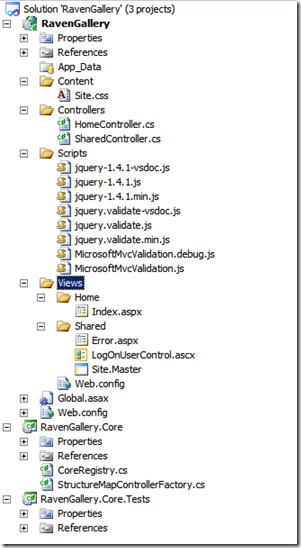 Solution 'RavenGallery' (3 projects)
RavenGallery
Properties
References
App_Data
Content
Site.css
Controllers
HomeController.cs
SharedController.cs
Scripts
jquery-1.4.1-vsdoc.js
jquery-1.4.1.js
jquery-1.4.1.min.js
jquery.validate-vsdoc.js
jquery.validate.js
jquery.validate.min.js
MicrosoftMvcValidation.debug.js
MicrosoftMvcValidation.js
Views
Home
Index.aspx
Shared
Error.aspx
LogOnUserControl.ascx
Site.Master
Web.config
Global.asax
Web.config
RavenGallery.Core
Properties
References
CoreRegistry.cs
StructureMapControllerFactory.cs
RavenGallery.Core.Tests
Properties
References